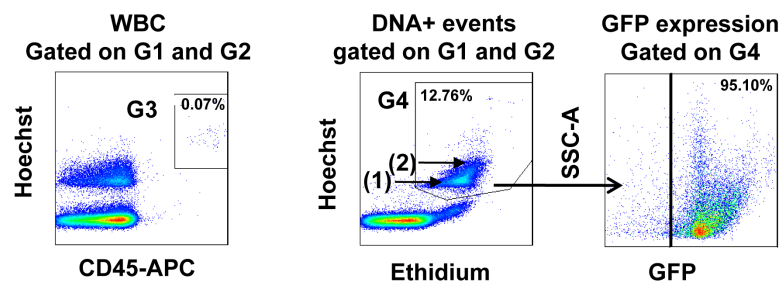 WBC
Gated on G1 and G2
G3
0.07%
Hoechst
CD45-APC
DNA+ events
gated on G1 and G2
G4
12.76%
(2)
(1)
Hoechst
Ethidium
GFP expression
Gated on G4
95.10%
SSC-A
GFP